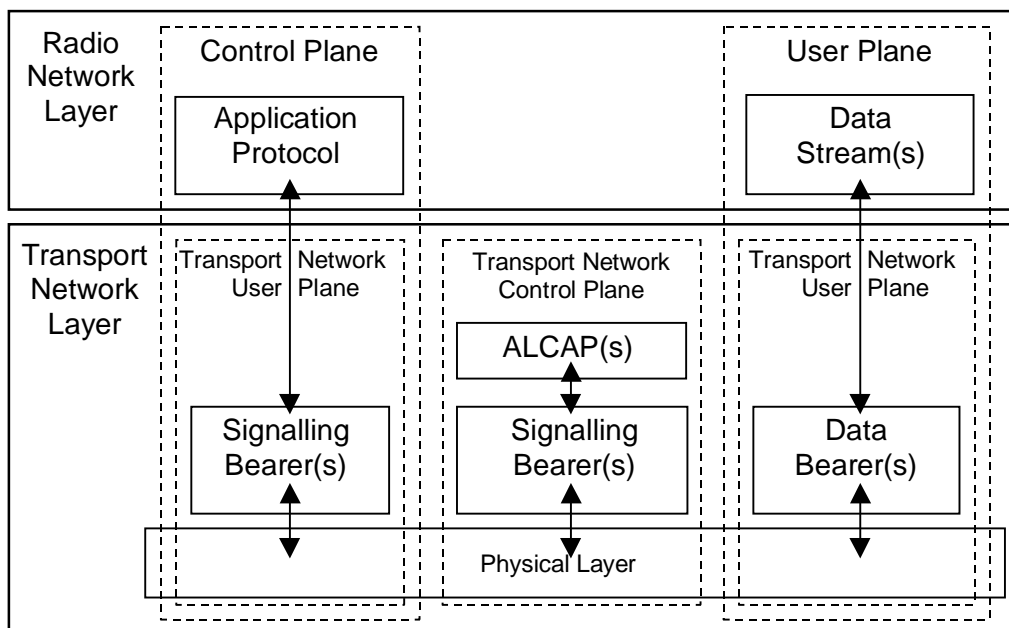 Radio
Network
Layer
Control Plane
User Plane
Application
Protocol
Data
Stream(s)
Transport
Network
Layer
Transport Network
User Plane
Transport Network
Control Plane
Transport Network
User Plane
ALCAP(s)
Signalling
Bearer(s)
Signalling
Bearer(s)
Data
Bearer(s)
Physical Layer